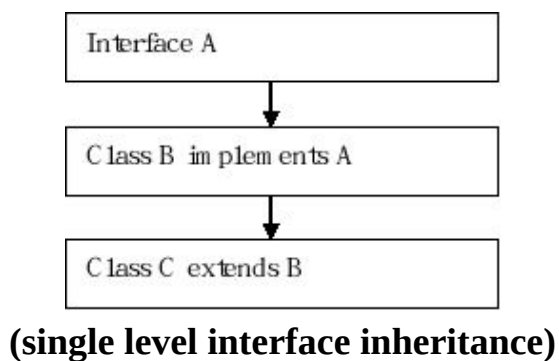 Interface A
Class B implements A
Class C extends B
(single level interface inheritance)